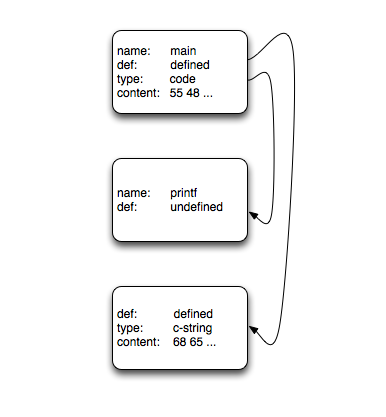 name: main
def: defined
type: code
content: 55 48 ...
name: printf
def: undefined
def: defined
type: c-string
content: 68 65 ...